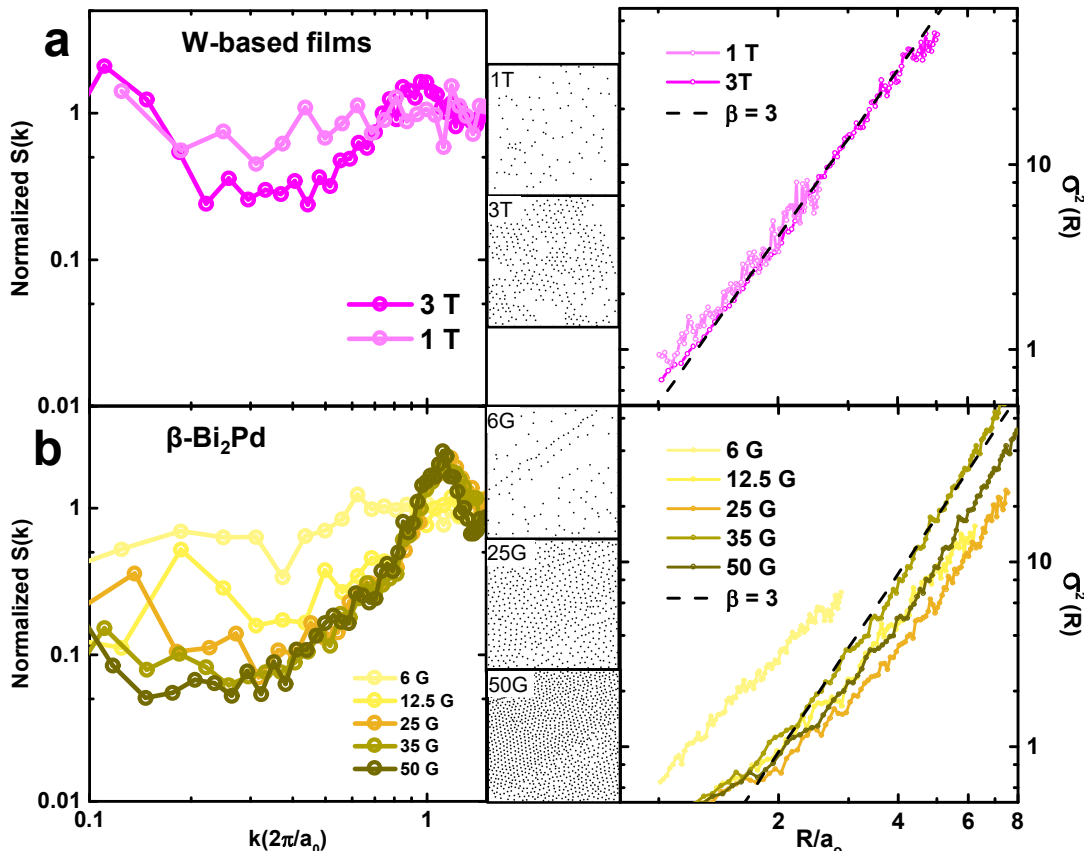 a
W-based films
Normalized S(k)
1
0.1
0.01
3 T
1 T
1T
3T
1 T
3T
β = 3
10
1
σ² (R)
b
β-Bi₂Pd
Normalized S(k)
1
0.1
0.01
6 G
12.5 G
25 G
35 G
50 G
0.1
1
k(2π/a₀)
6G
25G
50G
6 G
12.5 G
25 G
35 G
50 G
β = 3
10
1
σ² (R)
2
4
6
8
R/a₀